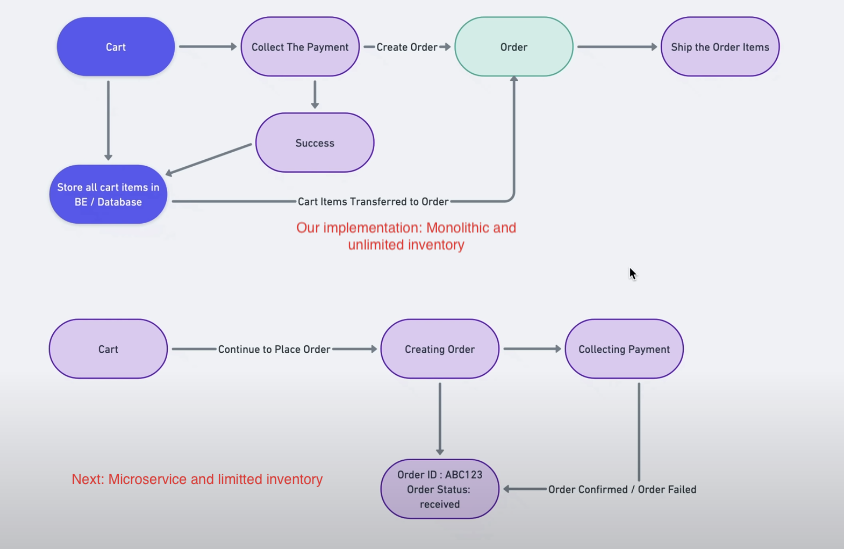 Cart
Collect The Payment
Create Order
Order
Ship the Order Items
Success
Store all cart items in
BE / Database
Cart Items Transferred to Order
Our implementation: Monolithic and
unlimited inventory
Cart
Continue to Place Order
Creating Order
Collecting Payment
Next: Microservice and limitted inventory
Order ID : ABC123
Order Status:
received
Order Confirmed / Order Failed